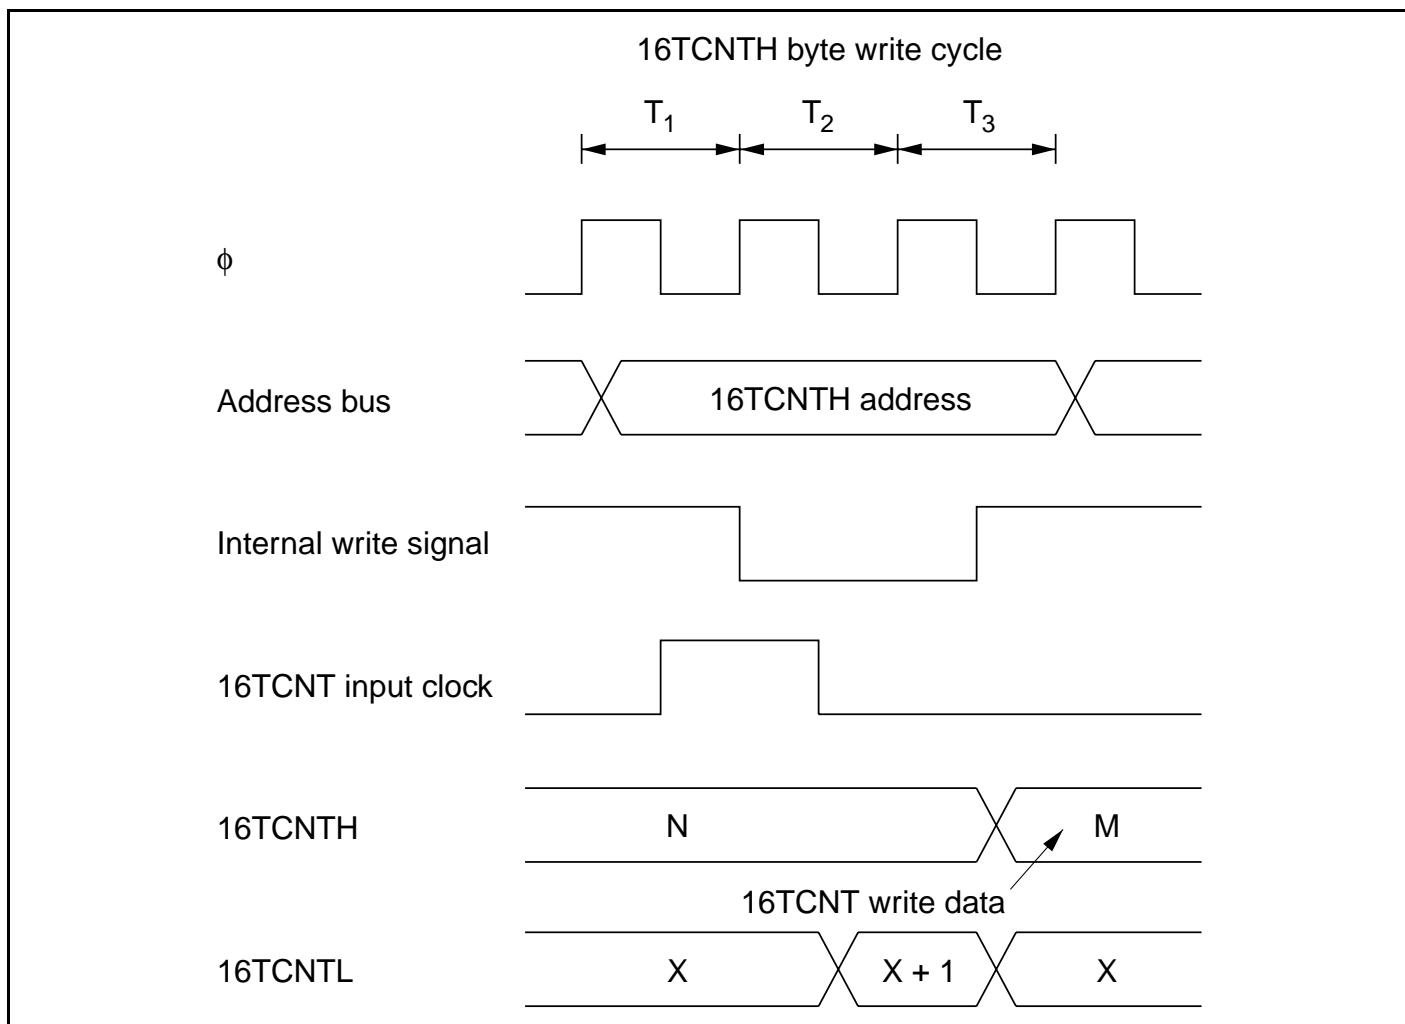 16TCNTH byte write cycle
T1 T2 T3
φ
Address bus 16TCNTH address
Internal write signal
16TCNT input clock
16TCNTH N M
16TCNT write data
16TCNTL X X + 1 X